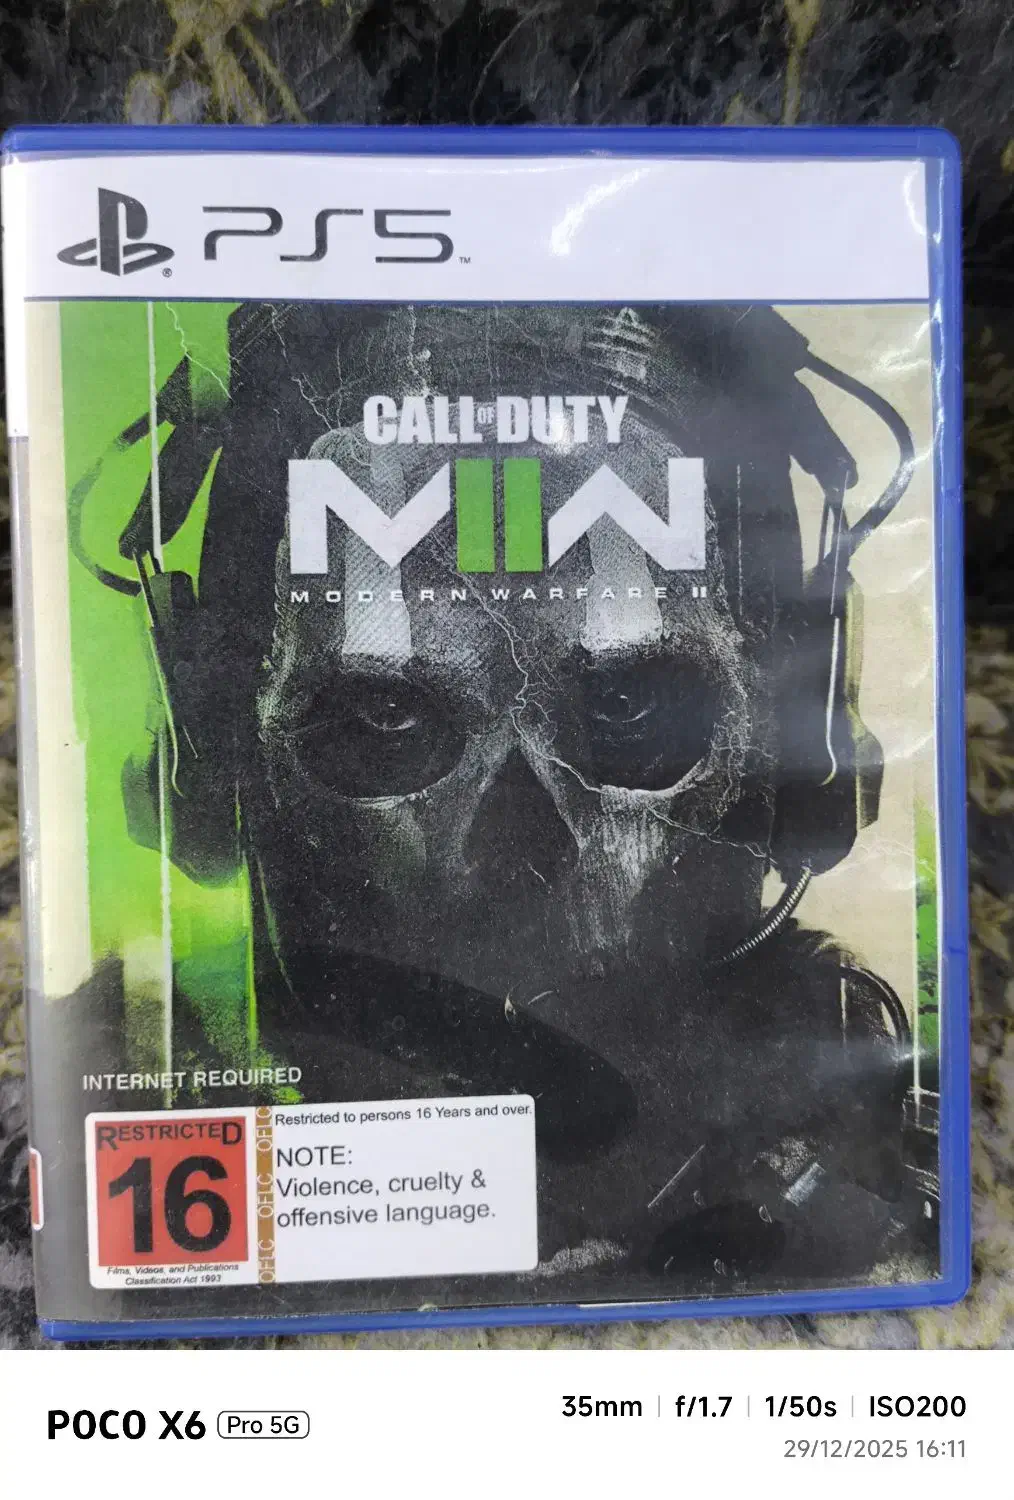 PS5™
CALL OF DUTY
MIIW
MODERN WARFARE II
INTERNET REQUIRED
RESTRICTED
16
Films, Videos, and Publications
Classification Act 1993
OFLC OFLC OFLC OFLC
Restricted to persons 16 Years and over.
NOTE:
Violence, cruelty &
offensive language.
POCO X6 Pro 5G
35mm | f/1.7 | 1/50s | ISO200
29/12/2025 16:11